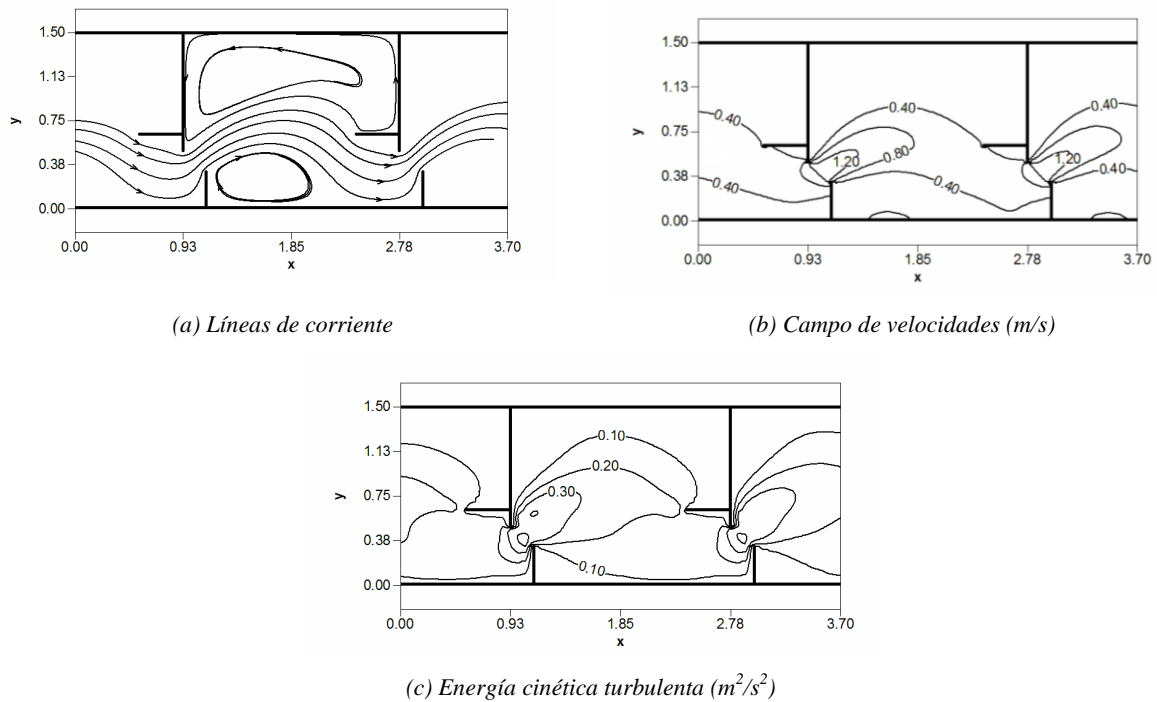 1.50
1.13
0.75
0.38
0.00
y
0.00 0.93 1.85 2.78 3.70
x
(a) Líneas de corriente
1.50
1.13
0.75
0.38
0.00
y
0.40
0.40
0.40
1.20
0.80
0.40
0.40
1.20
0.40
0.00 0.93 1.85 2.78 3.70
x
(b) Campo de velocidades (m/s)
1.50
1.13
0.75
0.38
0.00
y
0.10
0.20
0.30
0.10
0.00 0.93 1.85 2.78 3.70
x
(c) Energía cinética turbulenta (m²/s²)